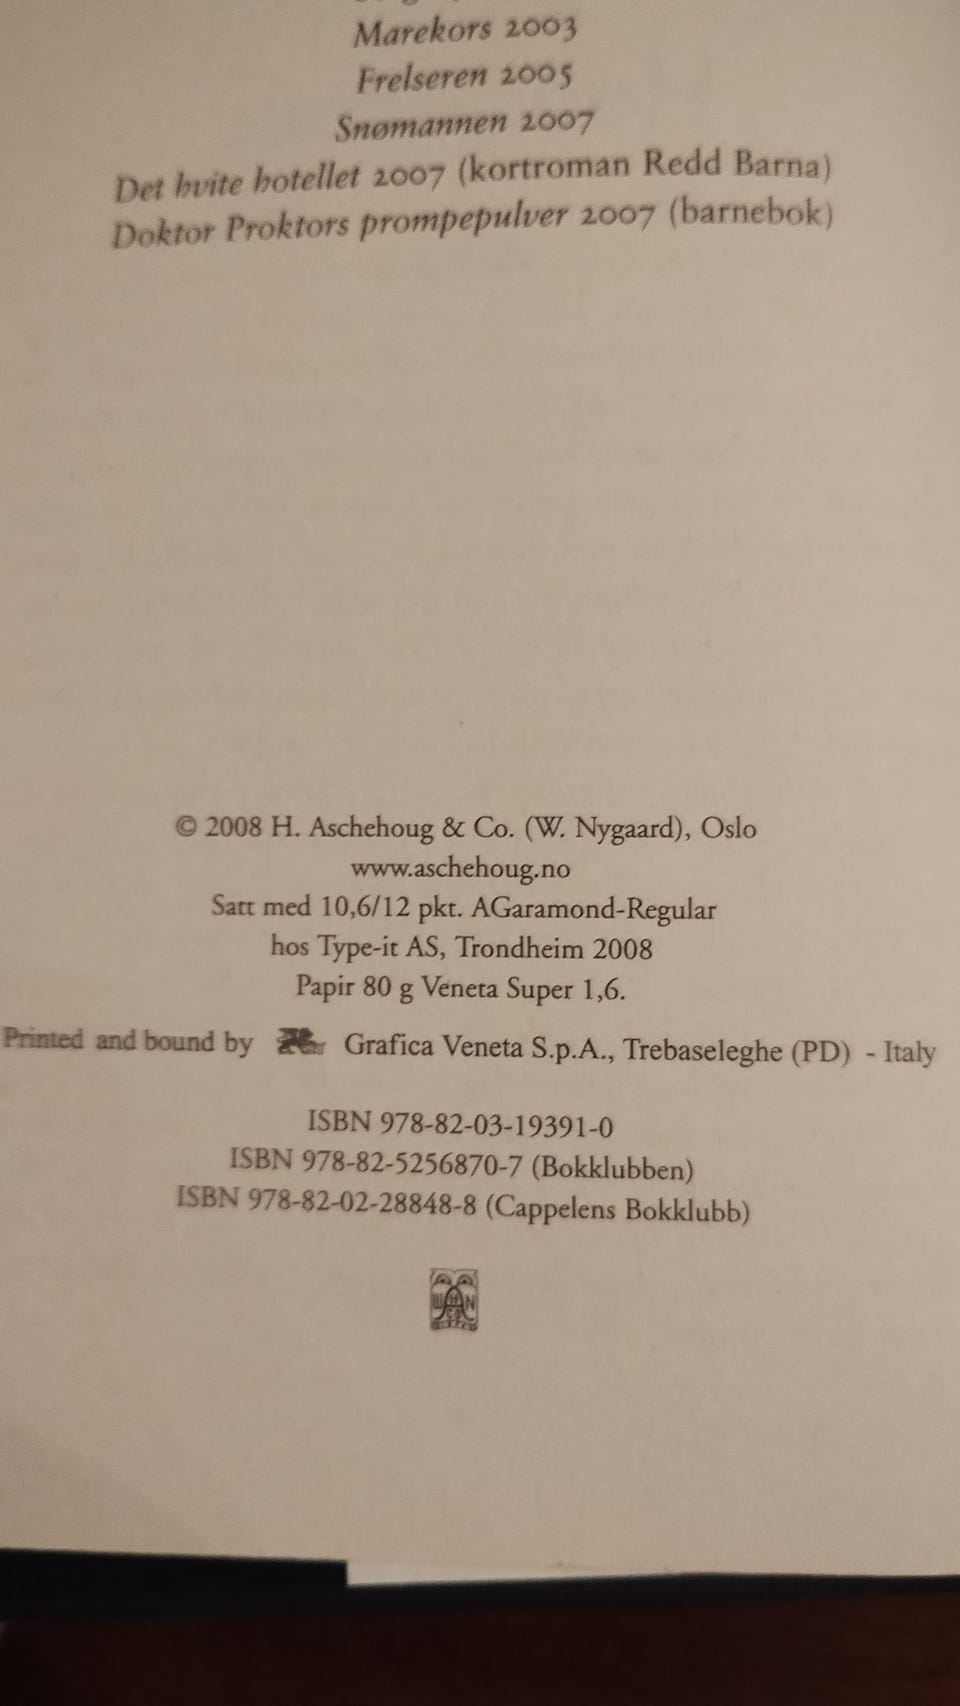 Marekors 2003
Frelseren 2005
Snømannen 2007
Det hvite hotellet 2007 (kortroman Redd Barna)
Doktor Proktors prompepulver 2007 (barnebok)
© 2008 H. Aschehoug & Co. (W. Nygaard), Oslo
www.aschehoug.no
Satt med 10,6/12 pkt. AGaramond-Regular
hos Type-it AS, Trondheim 2008
Papir 80 g Veneta Super 1,6.
Printed and bound by Grafica Veneta S.p.A., Trebaseleghe (PD) - Italy
ISBN 978-82-03-19391-0
ISBN 978-82-5256870-7 (Bokklubben)
ISBN 978-82-02-28848-8 (Cappelens Bokklubb)